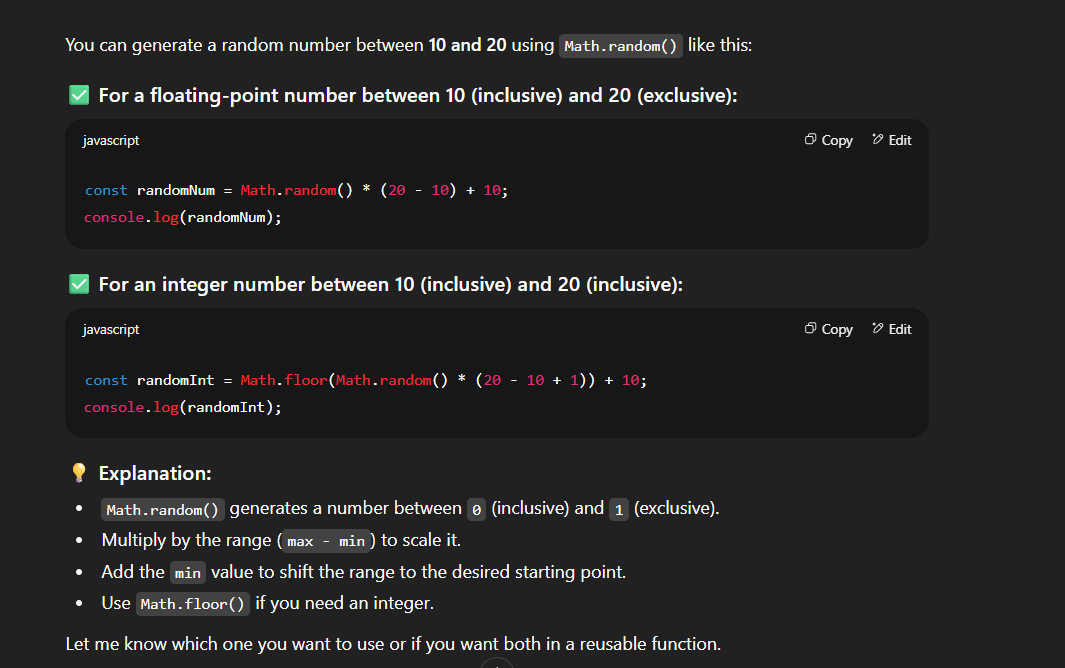 You can generate a random number between 10 and 20 using Math.random() like this:
✅ For a floating-point number between 10 (inclusive) and 20 (exclusive):
javascript
Copy
Edit
const randomNum = Math.random() * (20 - 10) + 10;
console.log(randomNum);
✅ For an integer number between 10 (inclusive) and 20 (inclusive):
javascript
Copy
Edit
const randomInt = Math.floor(Math.random() * (20 - 10 + 1)) + 10;
console.log(randomInt);
💡 Explanation:
• Math.random() generates a number between 0 (inclusive) and 1 (exclusive).
• Multiply by the range (max - min) to scale it.
• Add the min value to shift the range to the desired starting point.
• Use Math.floor() if you need an integer.
Let me know which one you want to use or if you want both in a reusable function.